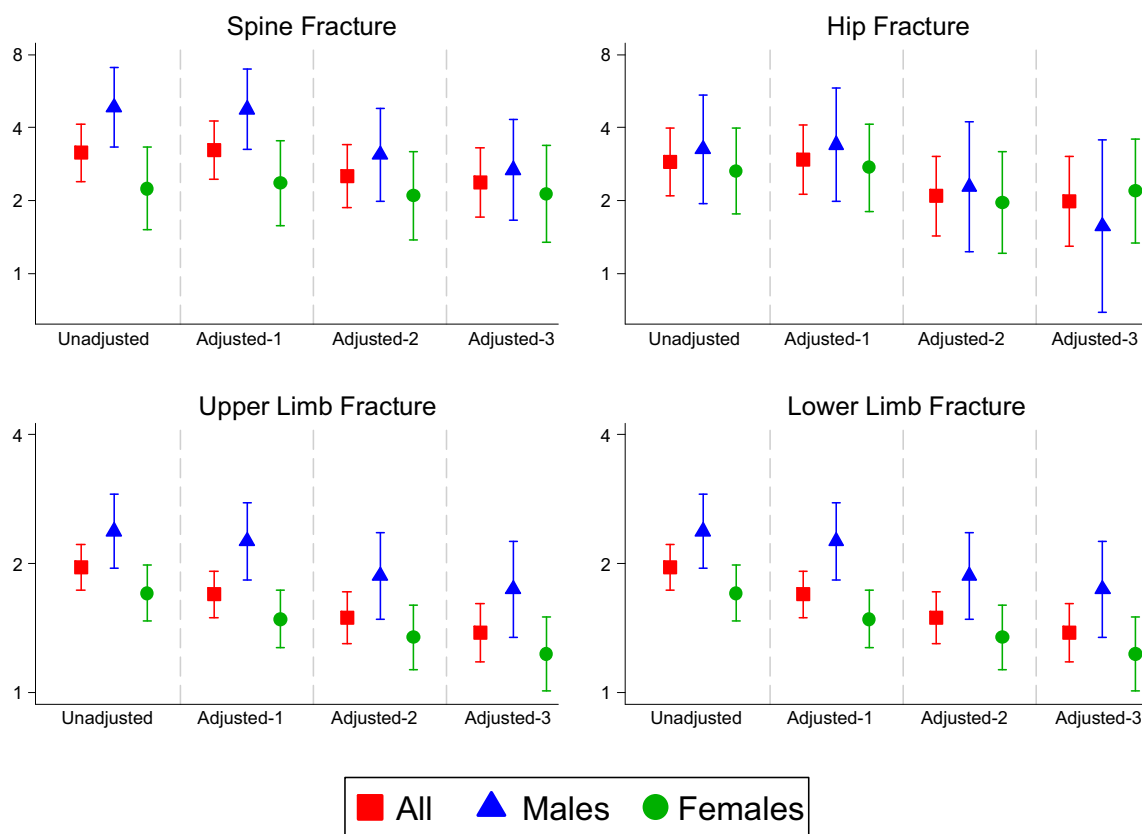 Spine Fracture
8
4
2
1
Unadjusted Adjusted-1 Adjusted-2 Adjusted-3
Hip Fracture
8
4
2
1
Unadjusted Adjusted-1 Adjusted-2 Adjusted-3
Upper Limb Fracture
4
2
1
Unadjusted Adjusted-1 Adjusted-2 Adjusted-3
Lower Limb Fracture
4
2
1
Unadjusted Adjusted-1 Adjusted-2 Adjusted-3
All Males Females